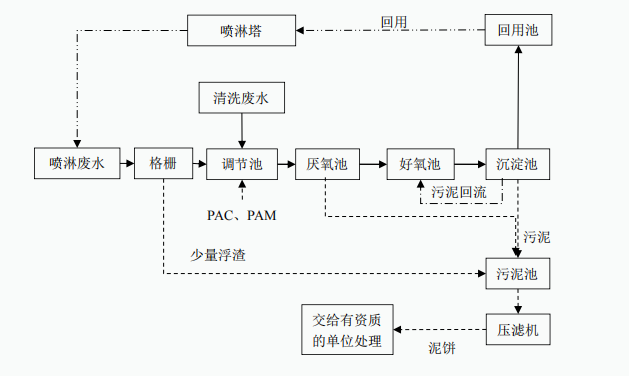 喷淋塔
回用
回用池
清洗废水
喷淋废水
格栅
调节池
厌氧池
好氧池
沉淀池
污泥回流
PAC、PAM
污泥
少量浮渣
污泥池
交给有资质
的单位处理
泥饼
压滤机